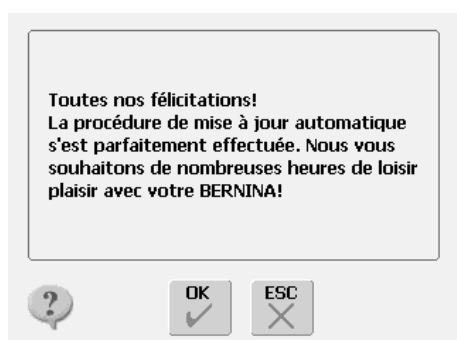 Toutes nos félicitations!
La procédure de mise à jour automatique
s'est parfaitement effectuée. Nous vous
souhaitons de nombreuses heures de loisir
plaisir avec votre BERNINA!
?
OK
ESC